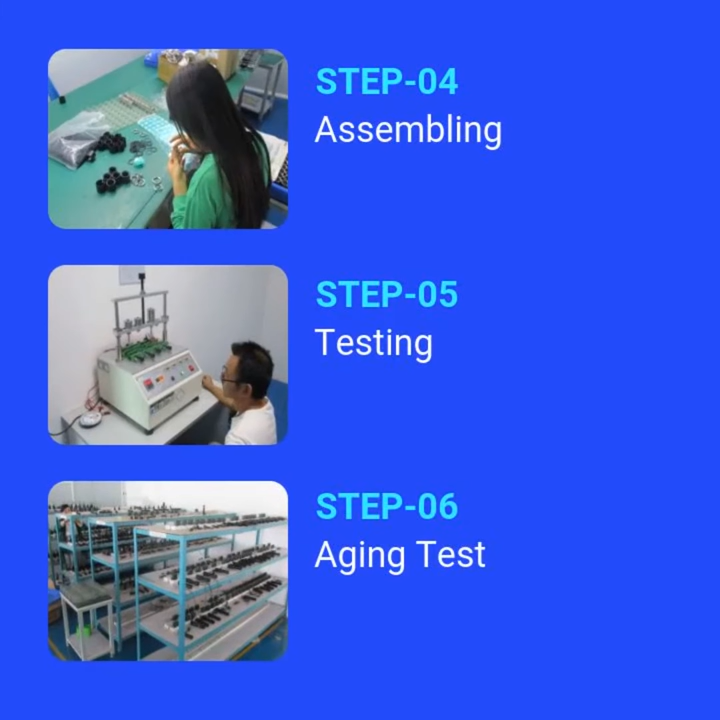 STEP-04
Assembling
STEP-05
Testing
STEP-06
Aging Test